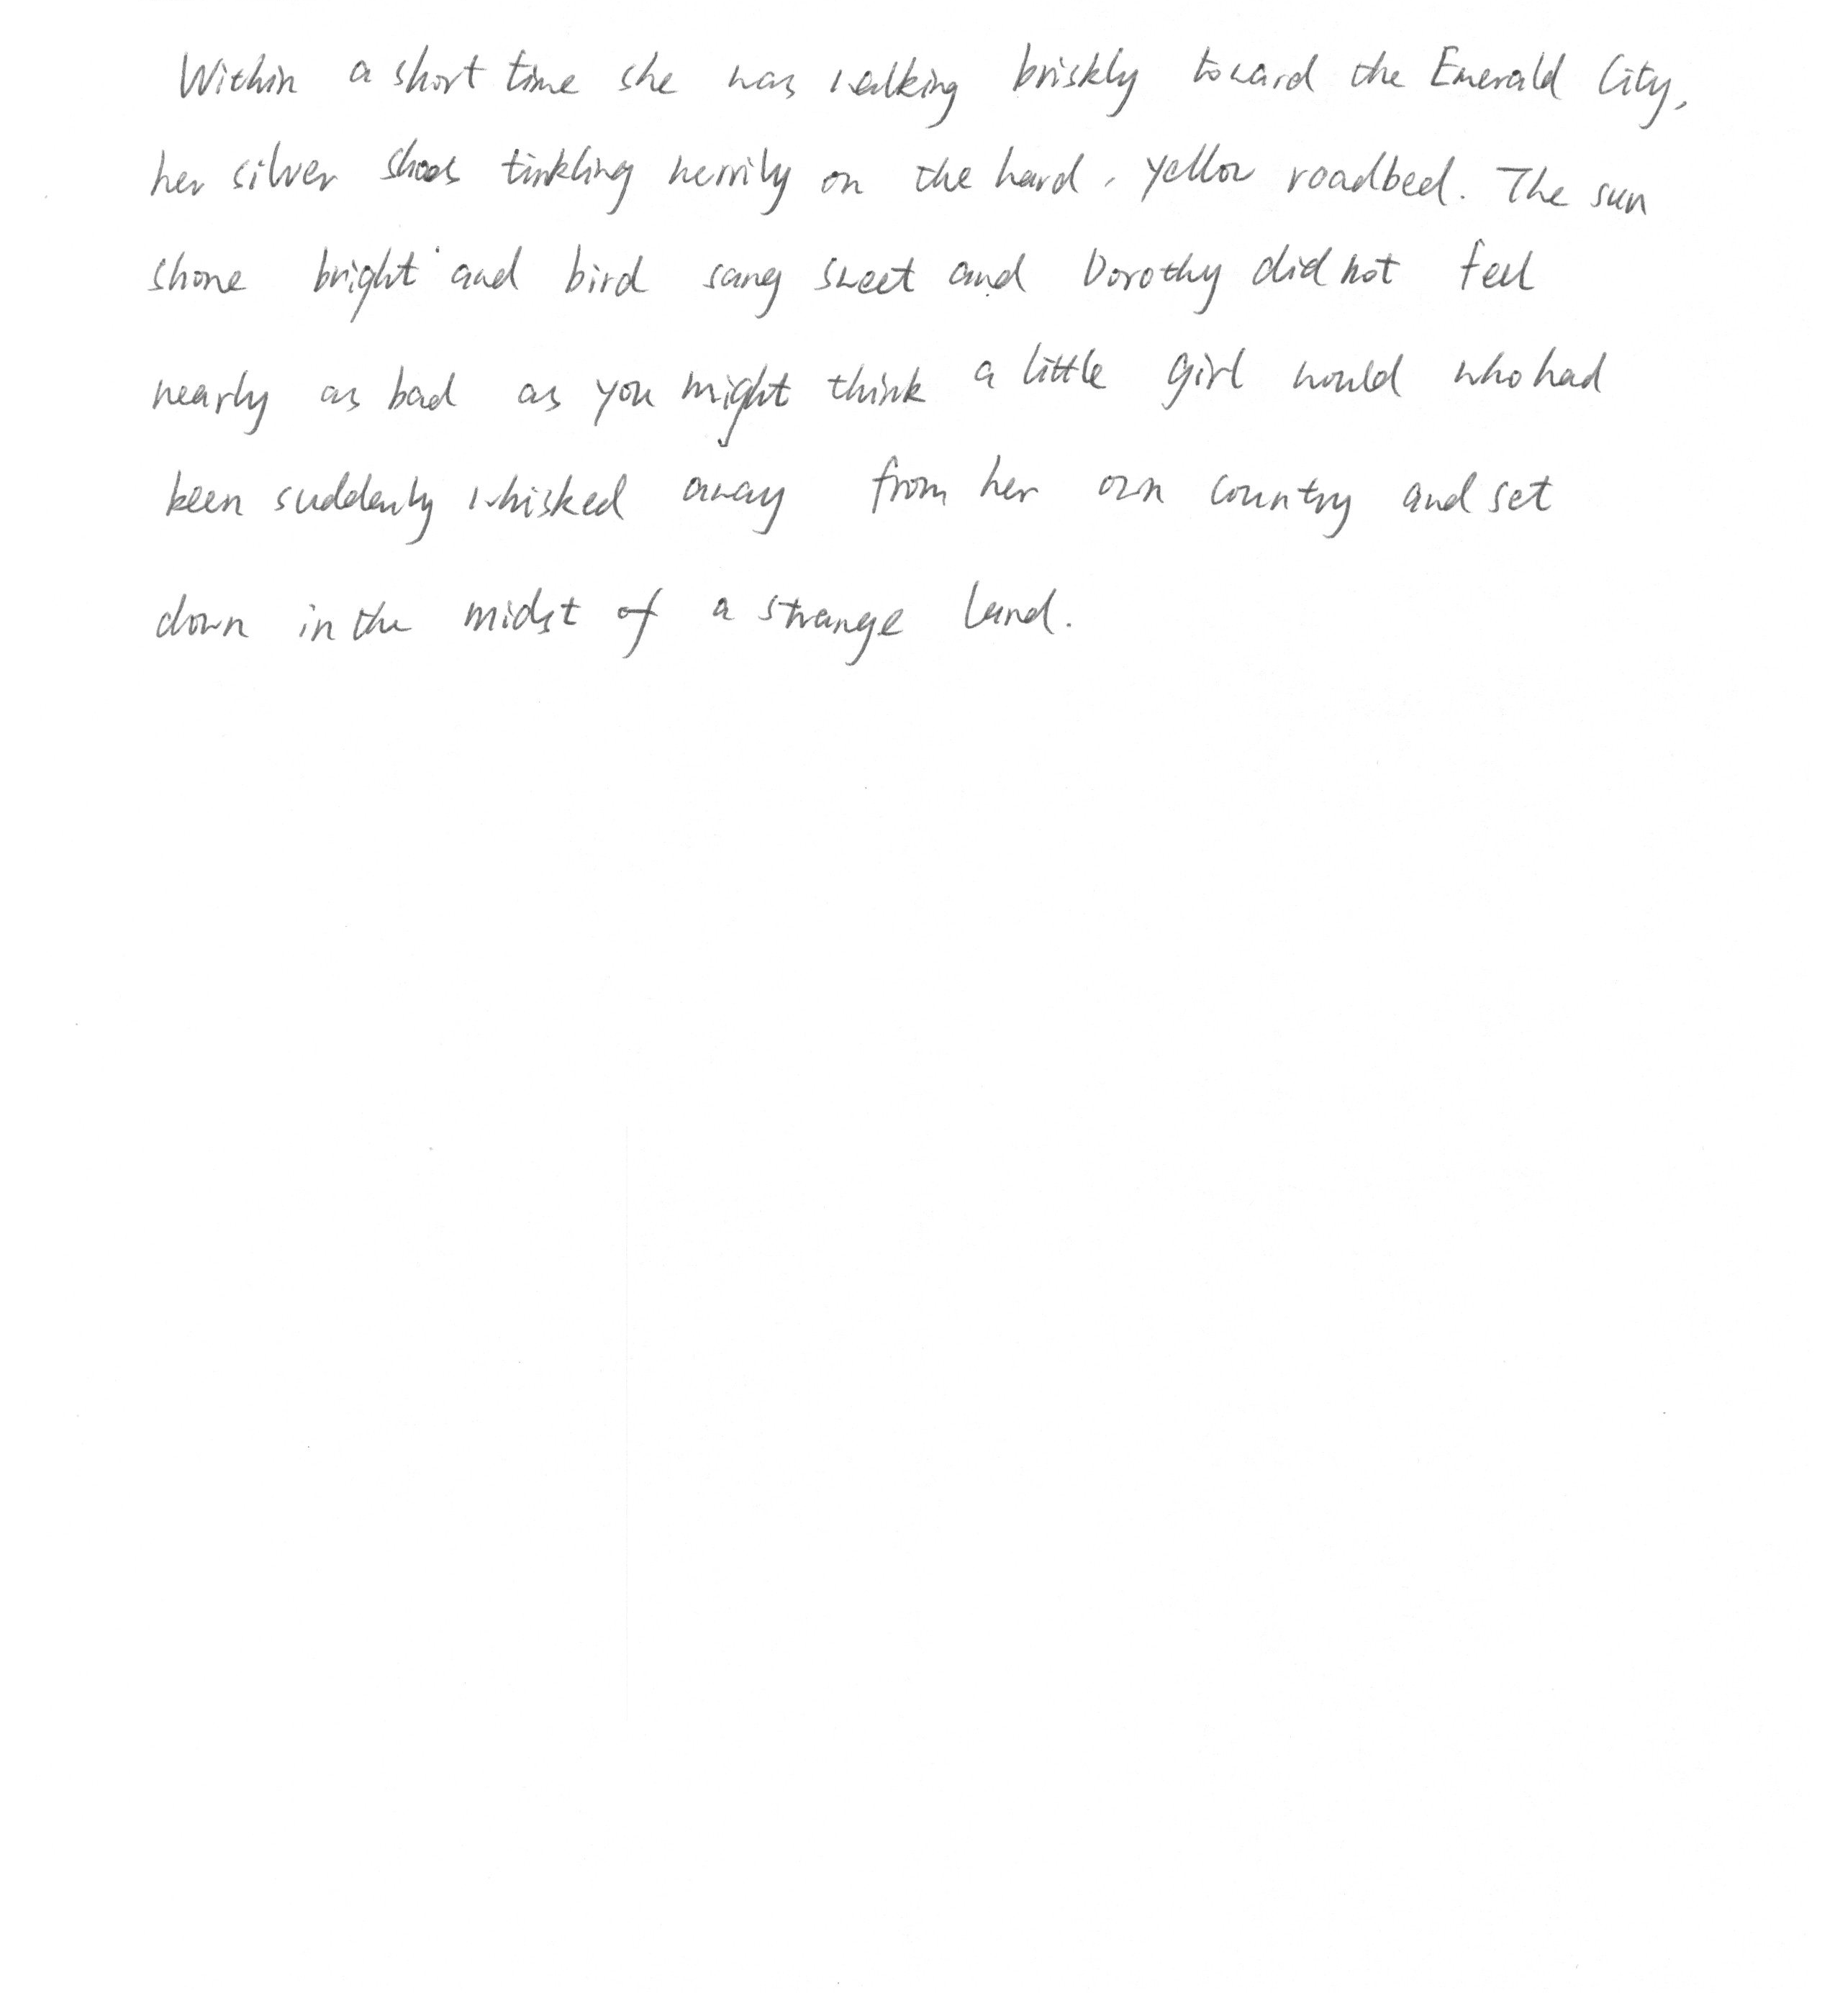 Within a short time she was walking briskly toward the Emerald City,
her silver shoes tinkling merrily on the hard, yellow roadbed. The sun
shone bright and bird sang sweet and Dorothy did not feel
nearly as bad as you might think a little girl would who had
been suddenly whisked away from her own country and set
down in the midst of a strange land.